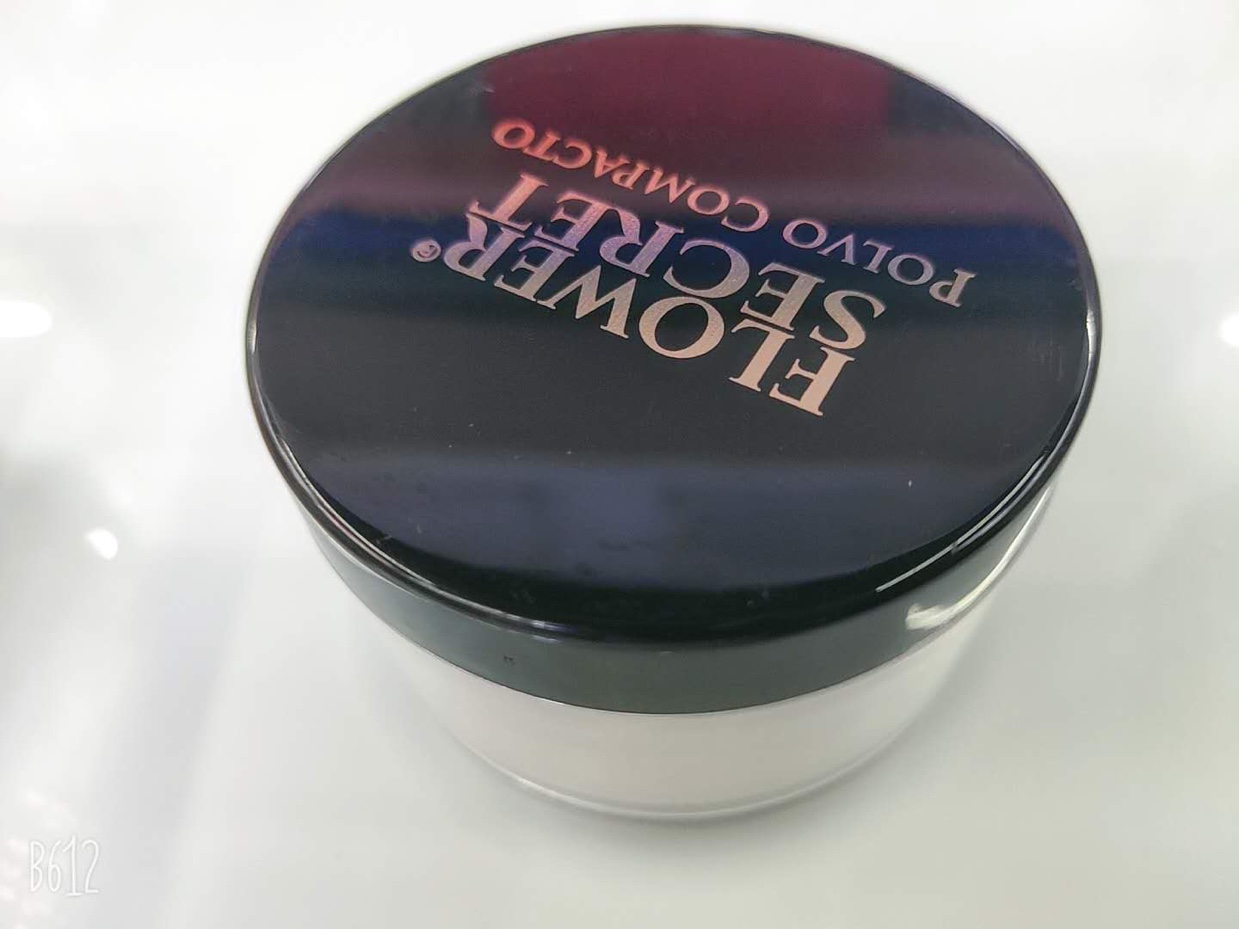 FLOWER®
SECRET
POLVO COMPACTO
B612